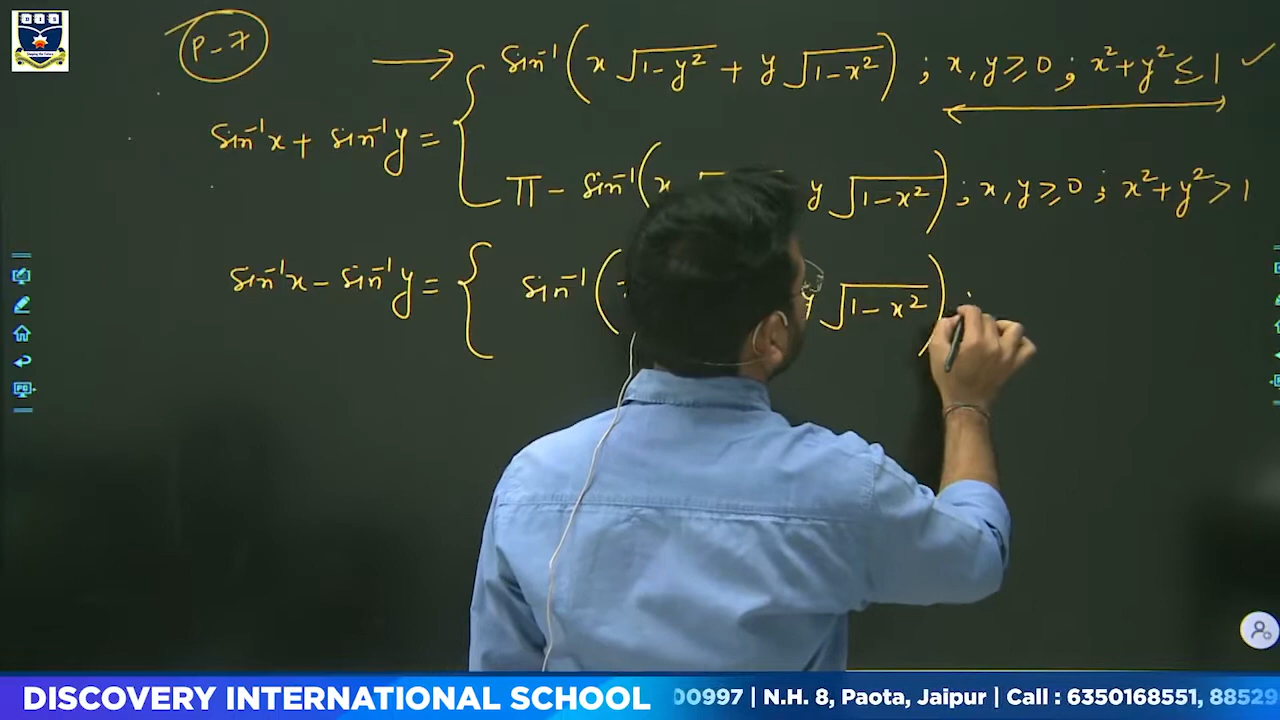 P-7
sin⁻¹(x √1-y² + y √1-x²) ; x, y ≥ 0 ; x²+y² ≤ 1
sin⁻¹x + sin⁻¹y =
π - sin⁻¹(x y √1-x²) ; x, y ≥ 0 ; x²+y² > 1
sin⁻¹x - sin⁻¹y = sin⁻¹( y √1-x²) ;
DISCOVERY INTERNATIONAL SCHOOL 00997 | N.H. 8, Paota, Jaipur | Call : 6350168551, 88529